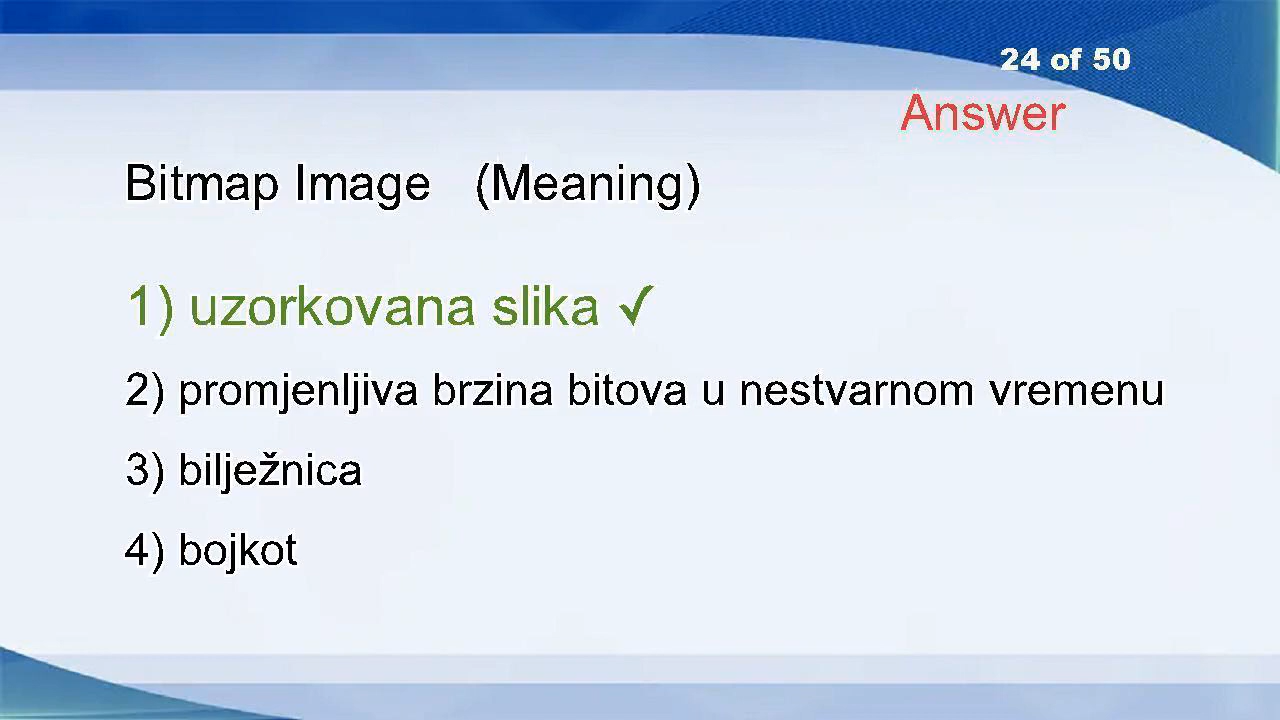 24 of 50
Answer
Bitmap Image (Meaning)
1) uzorkovana slika ✓
2) promjenljiva brzina bitova u nestvarnom vremenu
3) bilježnica
4) bojkot